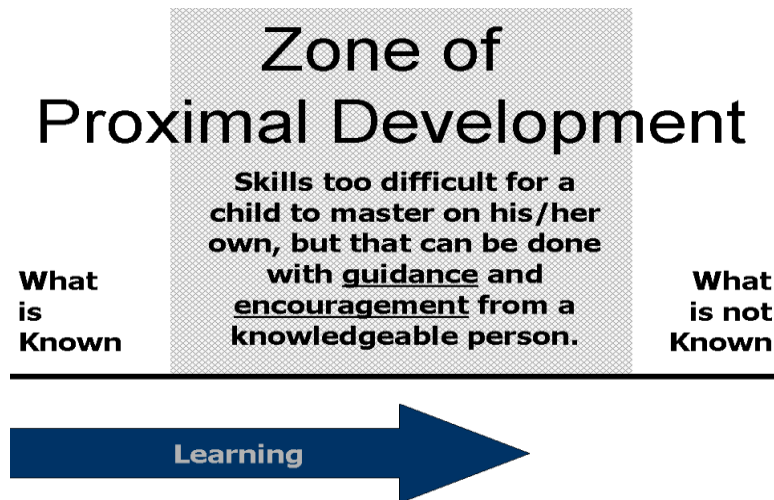 Zone of
Proximal Development
Skills too difficult for a
child to master on his/her
own, but that can be done
with guidance and
encouragement from a
knowledgeable person.
What
is
Known
What
is not
Known
Learning